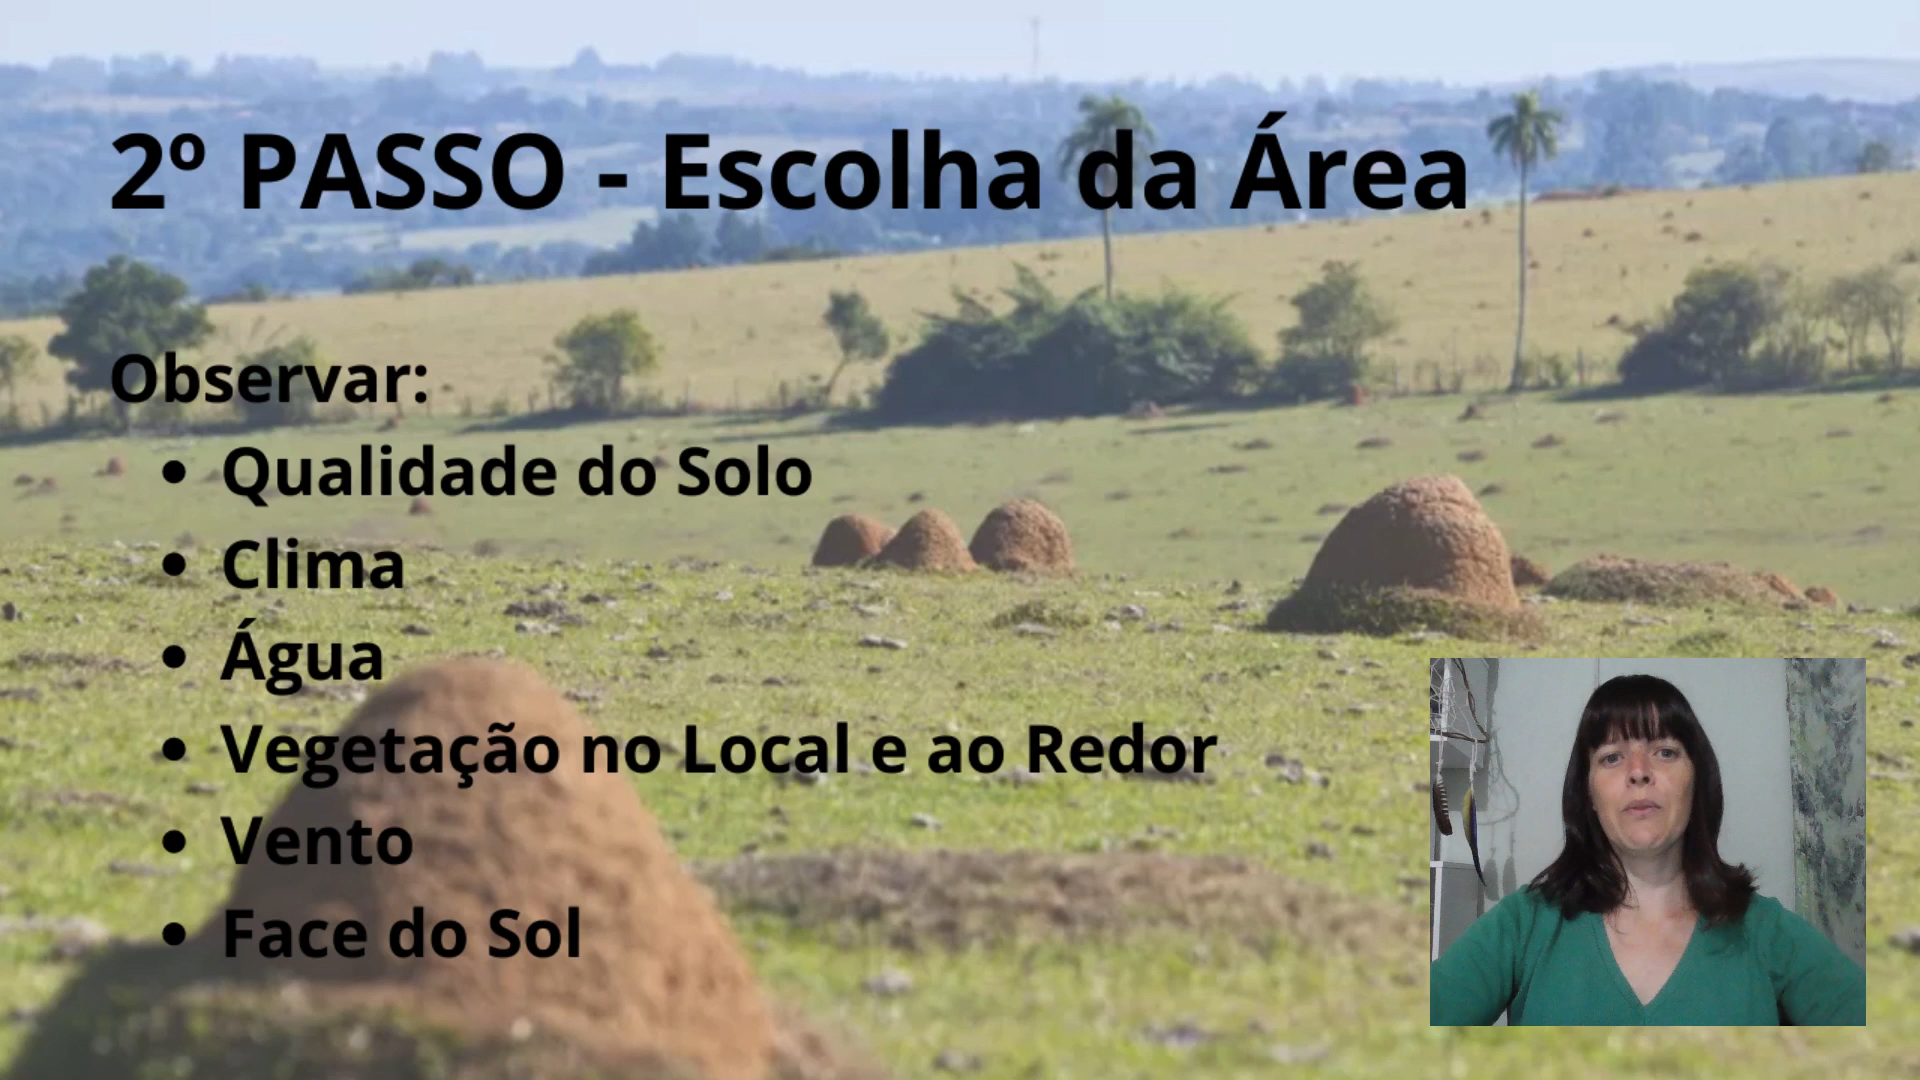 2º PASSO - Escolha da Área
Observar:
• Qualidade do Solo
• Clima
• Água
• Vegetação no Local e ao Redor
• Vento
• Face do Sol